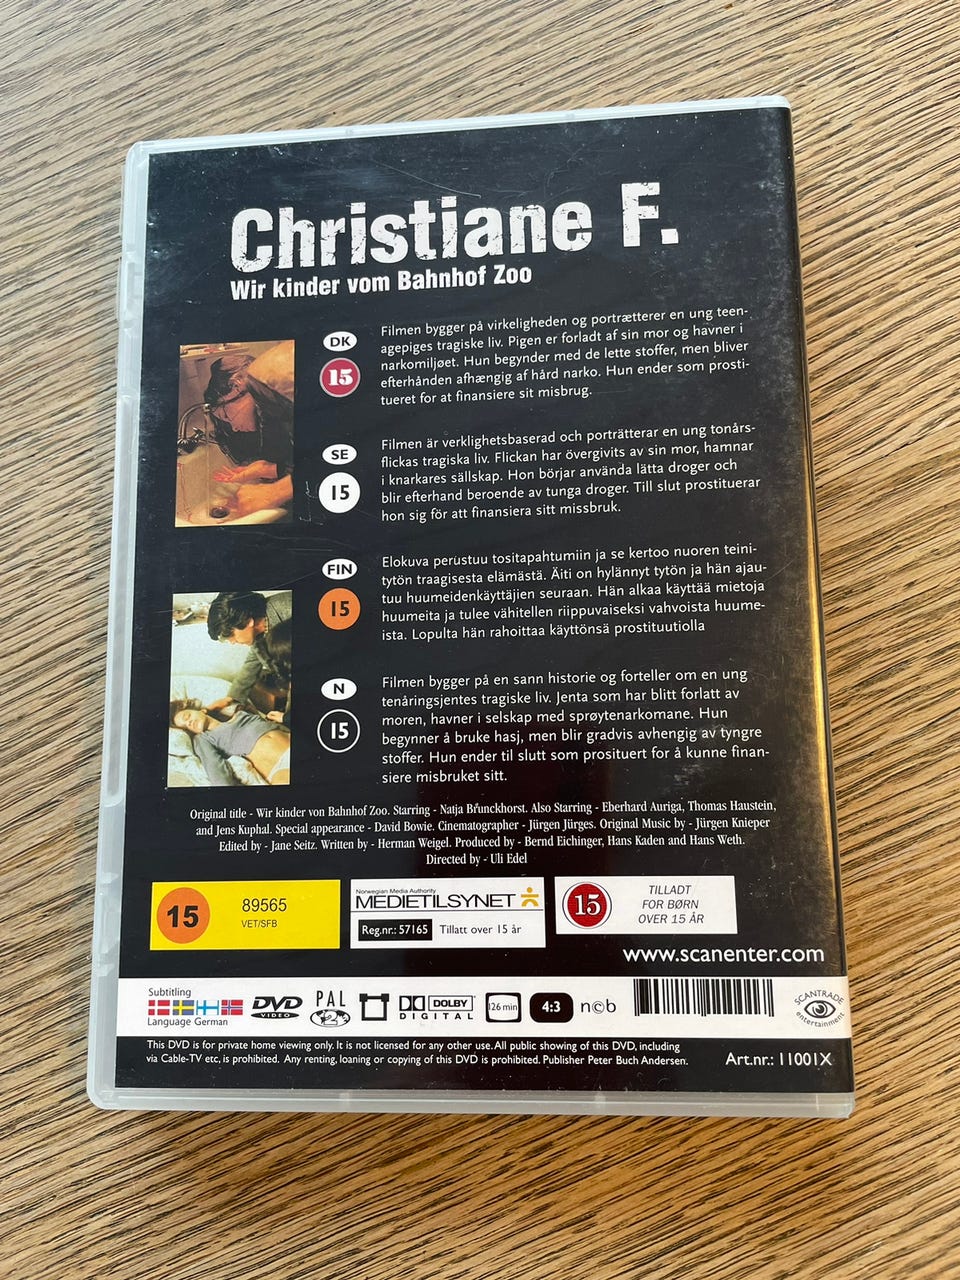 Christiane F.
Wir kinder vom Bahnhof Zoo
DK
15
Filmen bygger på virkeligheden og portrætterer en ung teen-
agepiges tragiske liv. Pigen er forladt af sin mor og havner i
narkomiljøet. Hun begynder med de lette stoffer, men bliver
efterhånden afhængig af hård narko. Hun ender som prosti-
tueret for at finansiere sit misbrug.
SE
15
Filmen är verklighetsbaserad och porträtterar en ung tonårs-
flickas tragiska liv. Flickan har övergivits av sin mor, hamnar
i knarkares sällskap. Hon börjar använda lätta droger och
blir efterhand beroende av tunga droger. Till slut prostituerar
hon sig för att finansiera sitt missbruk.
FIN
15
Elokuva perustuu tositapahtumiin ja se kertoo nuoren teini-
tytön traagisesta elämästä. Äiti on hylännyt tytön ja hän ajau-
tuu huumeidenkäyttäjien seuraan. Hän alkaa käyttää mietoja
huumeita ja tulee vähitellen riippuvaiseksi vahvoista huume-
ista. Lopulta hän rahoittaa käyttönsä prostituutiolla
N
15
Filmen bygger på en sann historie og forteller om en ung
tenåringsjentes tragiske liv. Jenta som har blitt forlatt av
moren, havner i selskap med sprøytenarkomane. Hun
begynner å bruke hasj, men blir gradvis avhengig av tyngre
stoffer. Hun ender til slutt som prosituert for å kunne finan-
siere misbruket sitt.
Original title - Wir kinder von Bahnhof Zoo. Starring - Natja Brunckhorst. Also Starring - Eberhard Auriga, Thomas Haustein,
and Jens Kuphal. Special appearance - David Bowie. Cinematographer - Jürgen Jürges. Original Music by - Jürgen Knieper
Edited by - Jane Seitz. Written by - Herman Weigel. Produced by - Bernd Eichinger, Hans Kaden and Hans Weth.
Directed by - Uli Edel
15
89565
VET/SFB
Norwegian Media Authority
MEDIETILSYNET
Reg.nr.: 57165 Tillatt over 15 år
15
TILLADT
FOR BØRN
OVER 15 ÅR
www.scanenter.com
Subtitling
Language German
DVD
VIDEO
PAL
2
DOLBY
DIGITAL
126 min
4:3
n©b
SCANTRADE
entertainment
This DVD is for private home viewing only. It is not licensed for any other use. All public showing of this DVD, including
via Cable-TV etc, is prohibited. Any renting, loaning or copying of this DVD is prohibited. Publisher Peter Buch Andersen.
Art.nr.: 11001X